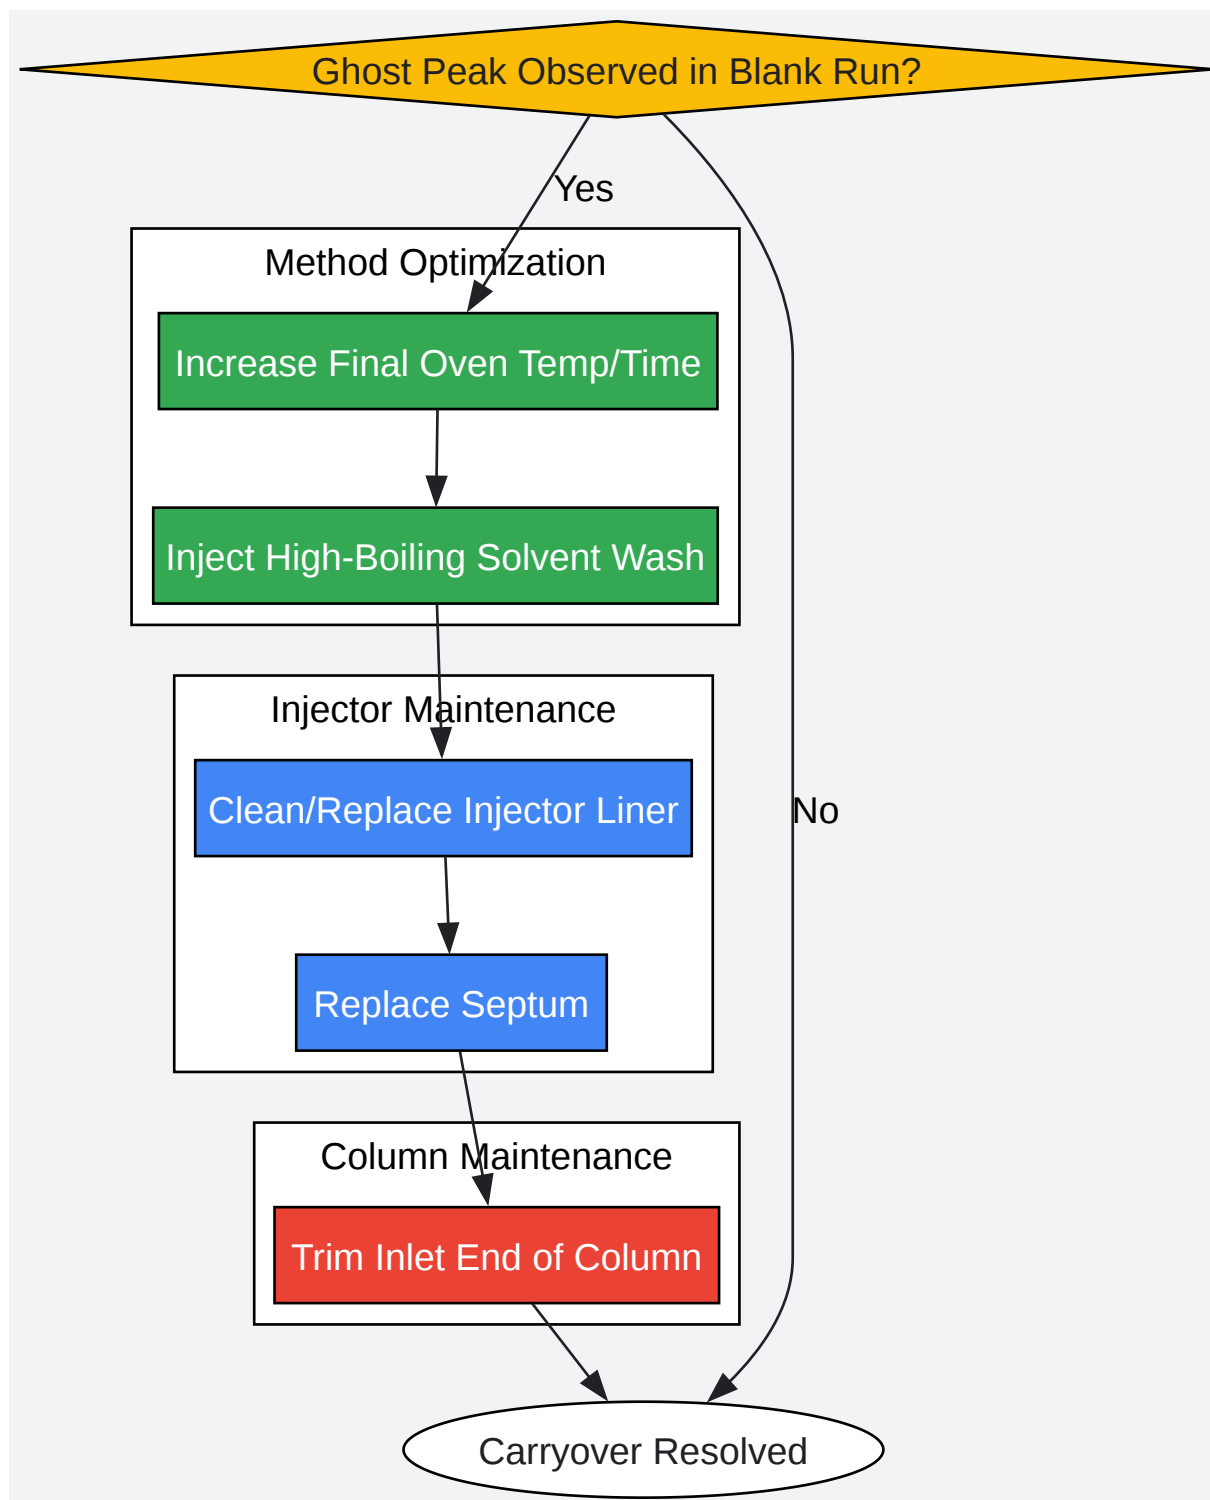 Ghost Peak Observed in Blank Run?
Yes
Method Optimization
Increase Final Oven Temp/Time
Inject High-Boiling Solvent Wash
Injector Maintenance
Clean/Replace Injector Liner
No
Replace Septum
Column Maintenance
Trim Inlet End of Column
Carryover Resolved